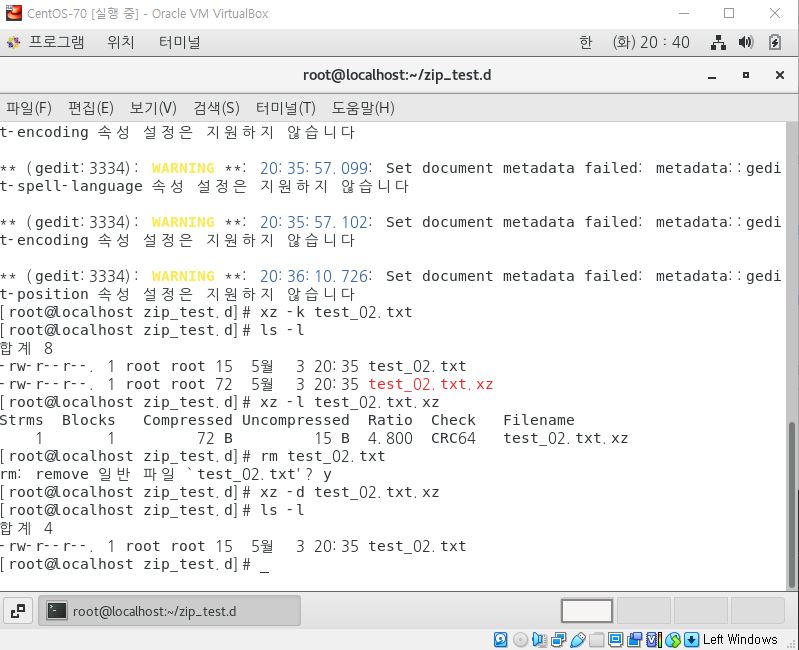 CentOS-70 [실행 중] - Oracle VM VirtualBox
프로그램 위치 터미널 한 (화) 20 : 40
root@localhost:~/zip_test.d
파일(F) 편집(E) 보기(V) 검색(S) 터미널(T) 도움말(H)
t-encoding 속성 설정은 지원하지 않습니다
** (gedit:3334): WARNING **: 20:35:57.099: Set document metadata failed: metadata::gedi
t-spell-language 속성 설정은 지원하지 않습니다
** (gedit:3334): WARNING **: 20:35:57.102: Set document metadata failed: metadata::gedi
t-encoding 속성 설정은 지원하지 않습니다
** (gedit:3334): WARNING **: 20:36:10.726: Set document metadata failed: metadata::gedi
t-position 속성 설정은 지원하지 않습니다
[root@localhost zip_test.d]# xz -k test_02.txt
[root@localhost zip_test.d]# ls -l
합계 8
-rw-r--r--. 1 root root 15 5월 3 20:35 test_02.txt
-rw-r--r--. 1 root root 72 5월 3 20:35 test_02.txt.xz
[root@localhost zip_test.d]# xz -l test_02.txt.xz
Strms Blocks Compressed Uncompressed Ratio Check Filename
1 1 72 B 15 B 4.800 CRC64 test_02.txt.xz
[root@localhost zip_test.d]# rm test_02.txt
rm: remove 일반 파일 `test_02.txt'? y
[root@localhost zip_test.d]# xz -d test_02.txt.xz
[root@localhost zip_test.d]# ls -l
합계 4
-rw-r--r--. 1 root root 15 5월 3 20:35 test_02.txt
[root@localhost zip_test.d]# _
root@localhost:~/zip_test.d
Left Windows